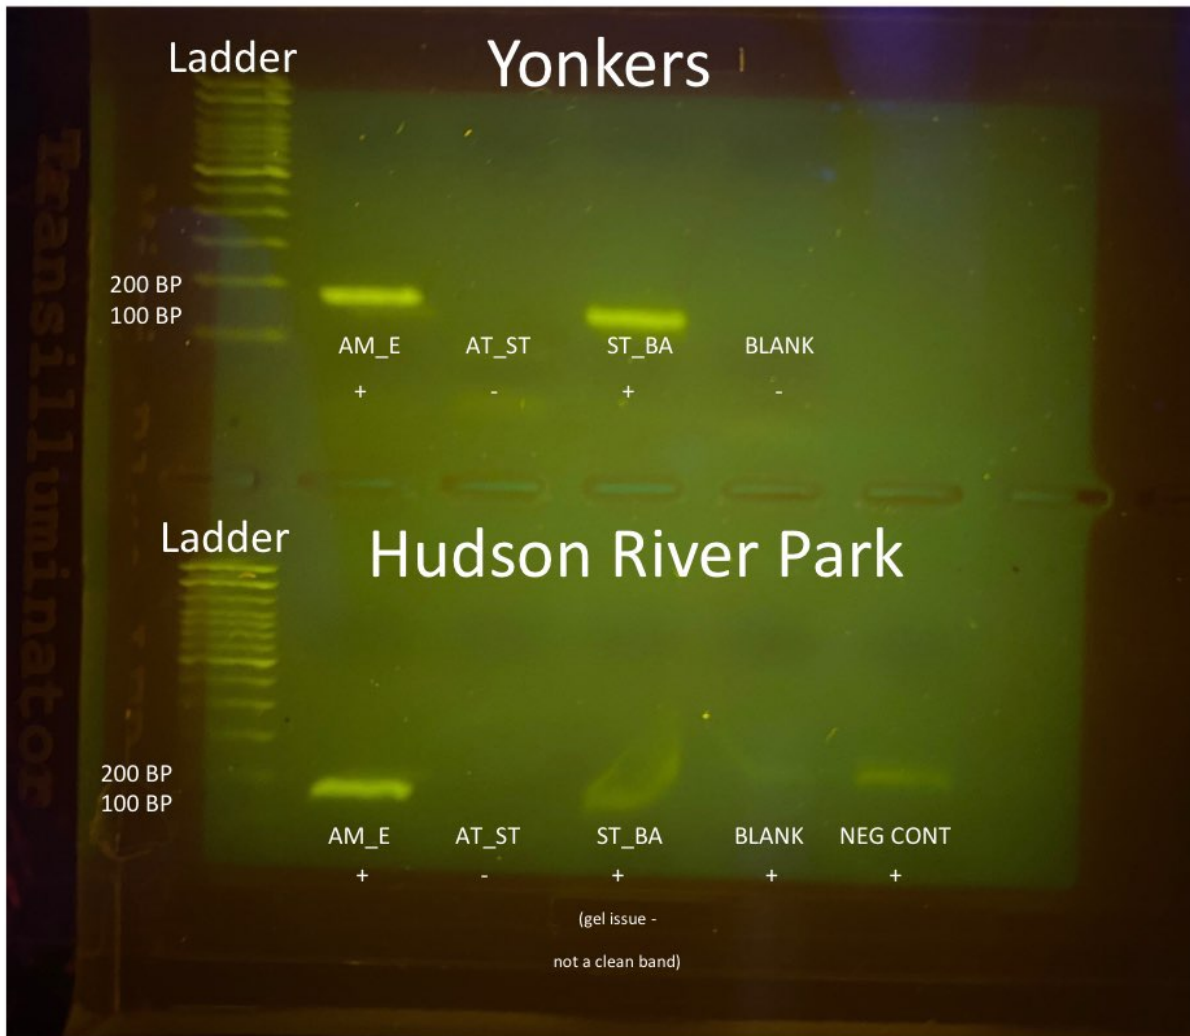 Ladder
Yonkers
200 BP
100 BP
AM_E AT_ST ST_BA BLANK
+ - + -
Ladder
Hudson River Park
200 BP
100 BP
AM_E AT_ST ST_BA BLANK NEG CONT
+ - + + +
(gel issue -
not a clean band)
Transilluminator